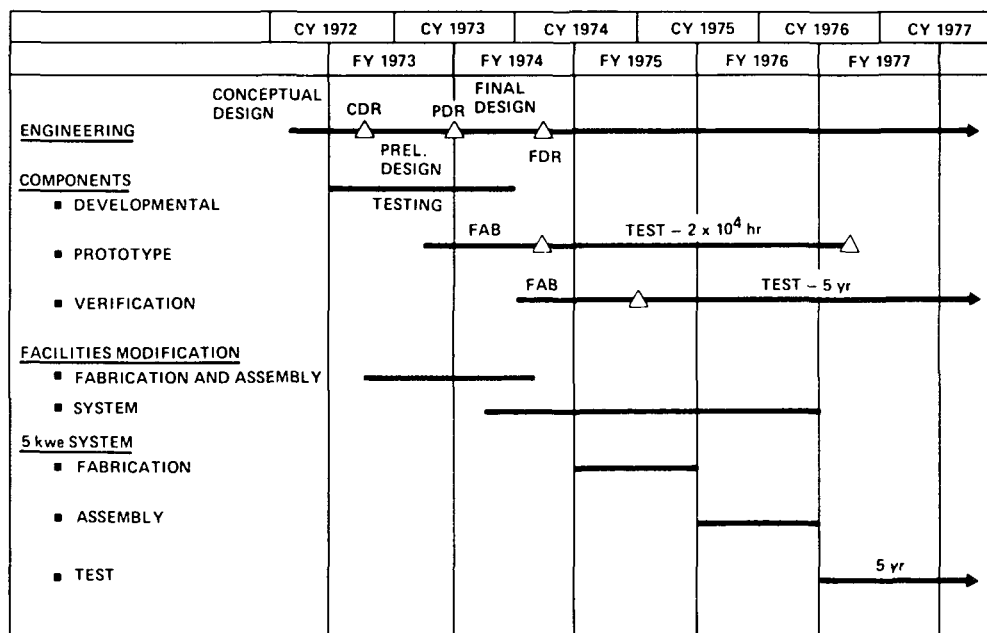 CY 1972 CY 1973 CY 1974 CY 1975 CY 1976 CY 1977
FY 1973 FY 1974 FY 1975 FY 1976 FY 1977
CONCEPTUAL
DESIGN
CDR
PDR
FINAL
DESIGN
ENGINEERING
PREL.
DESIGN
FDR
COMPONENTS
▪ DEVELOPMENTAL
TESTING
▪ PROTOTYPE
FAB
TEST – 2 x 10⁴ hr
▪ VERIFICATION
FAB
TEST – 5 yr
FACILITIES MODIFICATION
▪ FABRICATION AND ASSEMBLY
▪ SYSTEM
5 kwe SYSTEM
▪ FABRICATION
▪ ASSEMBLY
▪ TEST
5 yr